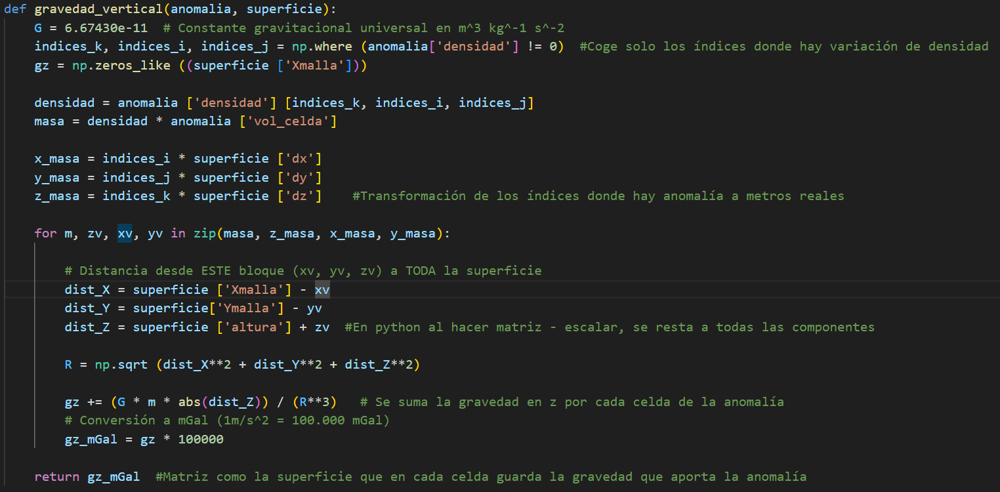 def gravedad_vertical(anomalia, superficie):
    G = 6.67430e-11  # Constante gravitacional universal en m^3 kg^-1 s^-2
    indices_k, indices_i, indices_j = np.where (anomalia['densidad'] != 0)  #Coge solo los índices donde hay variación de densidad
    gz = np.zeros_like ((superficie ['Xmalla']))
    densidad = anomalia ['densidad'] [indices_k, indices_i, indices_j]
    masa = densidad * anomalia ['vol_celda']
    x_masa = indices_i * superficie ['dx']
    y_masa = indices_j * superficie ['dy']
    z_masa = indices_k * superficie ['dz']    #Transformación de los índices donde hay anomalía a metros reales
    for m, zv, xv, yv in zip(masa, z_masa, x_masa, y_masa):
        # Distancia desde ESTE bloque (xv, yv, zv) a TODA la superficie
        dist_X = superficie ['Xmalla'] - xv
        dist_Y = superficie['Ymalla'] - yv
        dist_Z = superficie ['altura'] + zv  #En python al hacer matriz - escalar, se resta a todas las componentes
        R = np.sqrt (dist_X**2 + dist_Y**2 + dist_Z**2)
        gz += (G * m * abs(dist_Z)) / (R**3)   # Se suma la gravedad en z por cada celda de la anomalía
        # Conversión a mGal (1m/s^2 = 100.000 mGal)
        gz_mGal = gz * 100000
    return gz_mGal  #Matriz como la superficie que en cada celda guarda la gravedad que aporta la anomalía